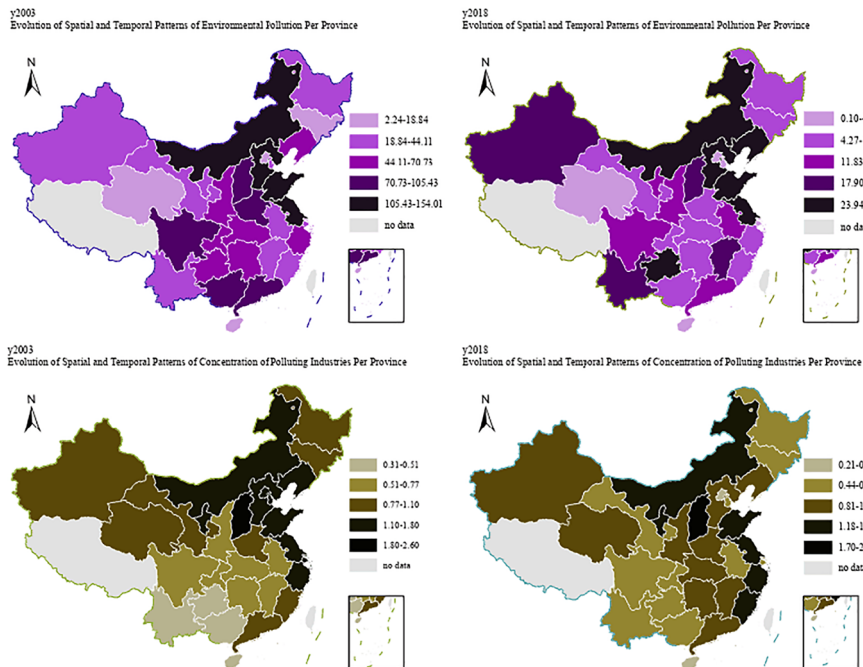 y2003
Evolution of Spatial and Temporal Patterns of Environmental Pollution Per Province
N
2.24-18.84
18.84-44.11
44.11-70.73
70.73-105.43
105.43-154.01
no data
y2018
Evolution of Spatial and Temporal Patterns of Environmental Pollution Per Province
N
0.10-
4.27-
11.83
17.90
23.94
no da
y2003
Evolution of Spatial and Temporal Patterns of Concentration of Polluting Industries Per Province
N
0.31-0.51
0.51-0.77
0.77-1.10
1.10-1.80
1.80-2.60
no data
y2018
Evolution of Spatial and Temporal Patterns of Concentration of Polluting Industries Per Province
N
0.21-0
0.44-0
0.81-1
1.18-1
1.70-2
no da